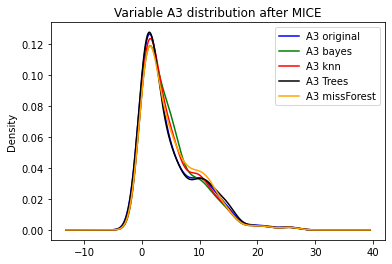 Variable A3 distribution after MICE
A3 original
A3 bayes
A3 knn
A3 Trees
A3 missForest
Density
0.12
0.10
0.08
0.06
0.04
0.02
0.00
−10
0
10
20
30
40